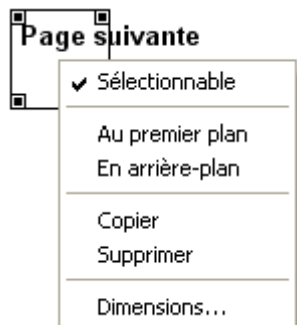 Page suivante
Sélectionnable
Au premier plan
En arrière-plan
Copier
Supprimer
Dimensions...